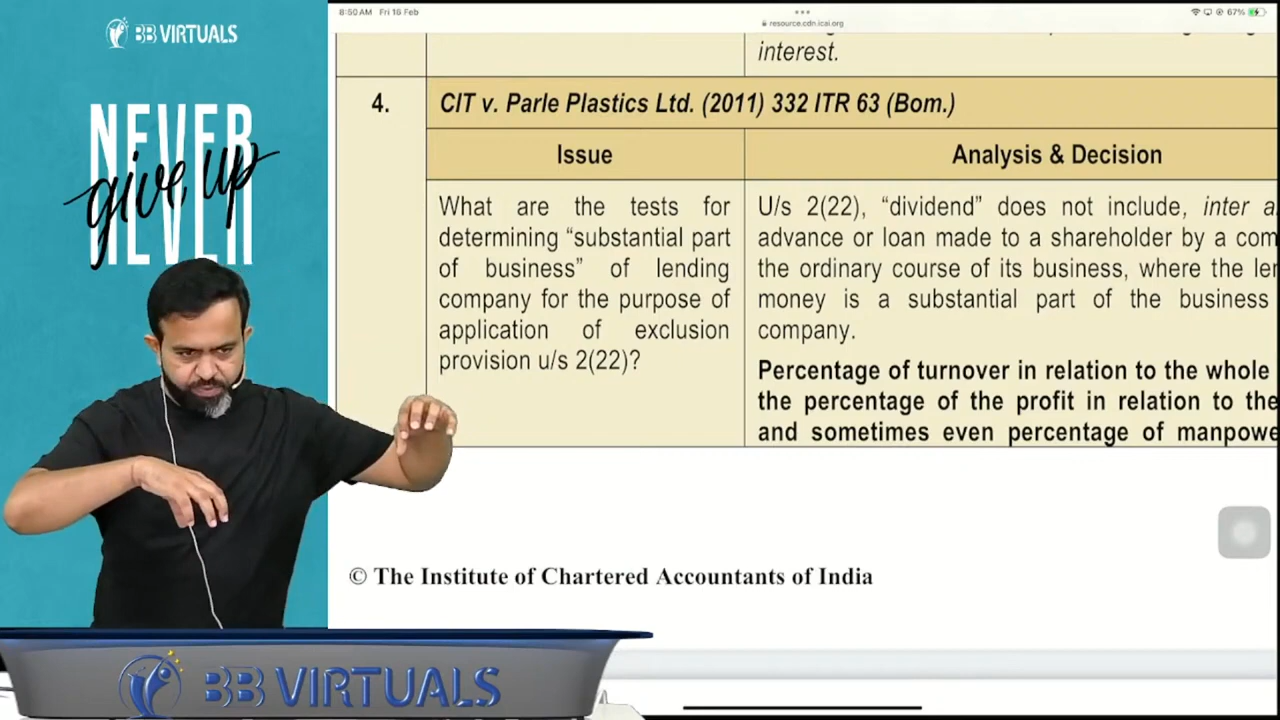 BB VIRTUALS
NEVER
give up
NEVER
8:50 AM Fri 16 Feb
resource.cdn.icai.org
67%
interest.
4.
CIT v. Parle Plastics Ltd. (2011) 332 ITR 63 (Bom.)
Issue
Analysis & Decision
What are the tests for
determining “substantial part
of business” of lending
company for the purpose of
application of exclusion
provision u/s 2(22)?
U/s 2(22), “dividend” does not include, inter a
advance or loan made to a shareholder by a com
the ordinary course of its business, where the le
money is a substantial part of the business
company.
Percentage of turnover in relation to the whole
the percentage of the profit in relation to the
and sometimes even percentage of manpowe
© The Institute of Chartered Accountants of India
BB VIRTUALS